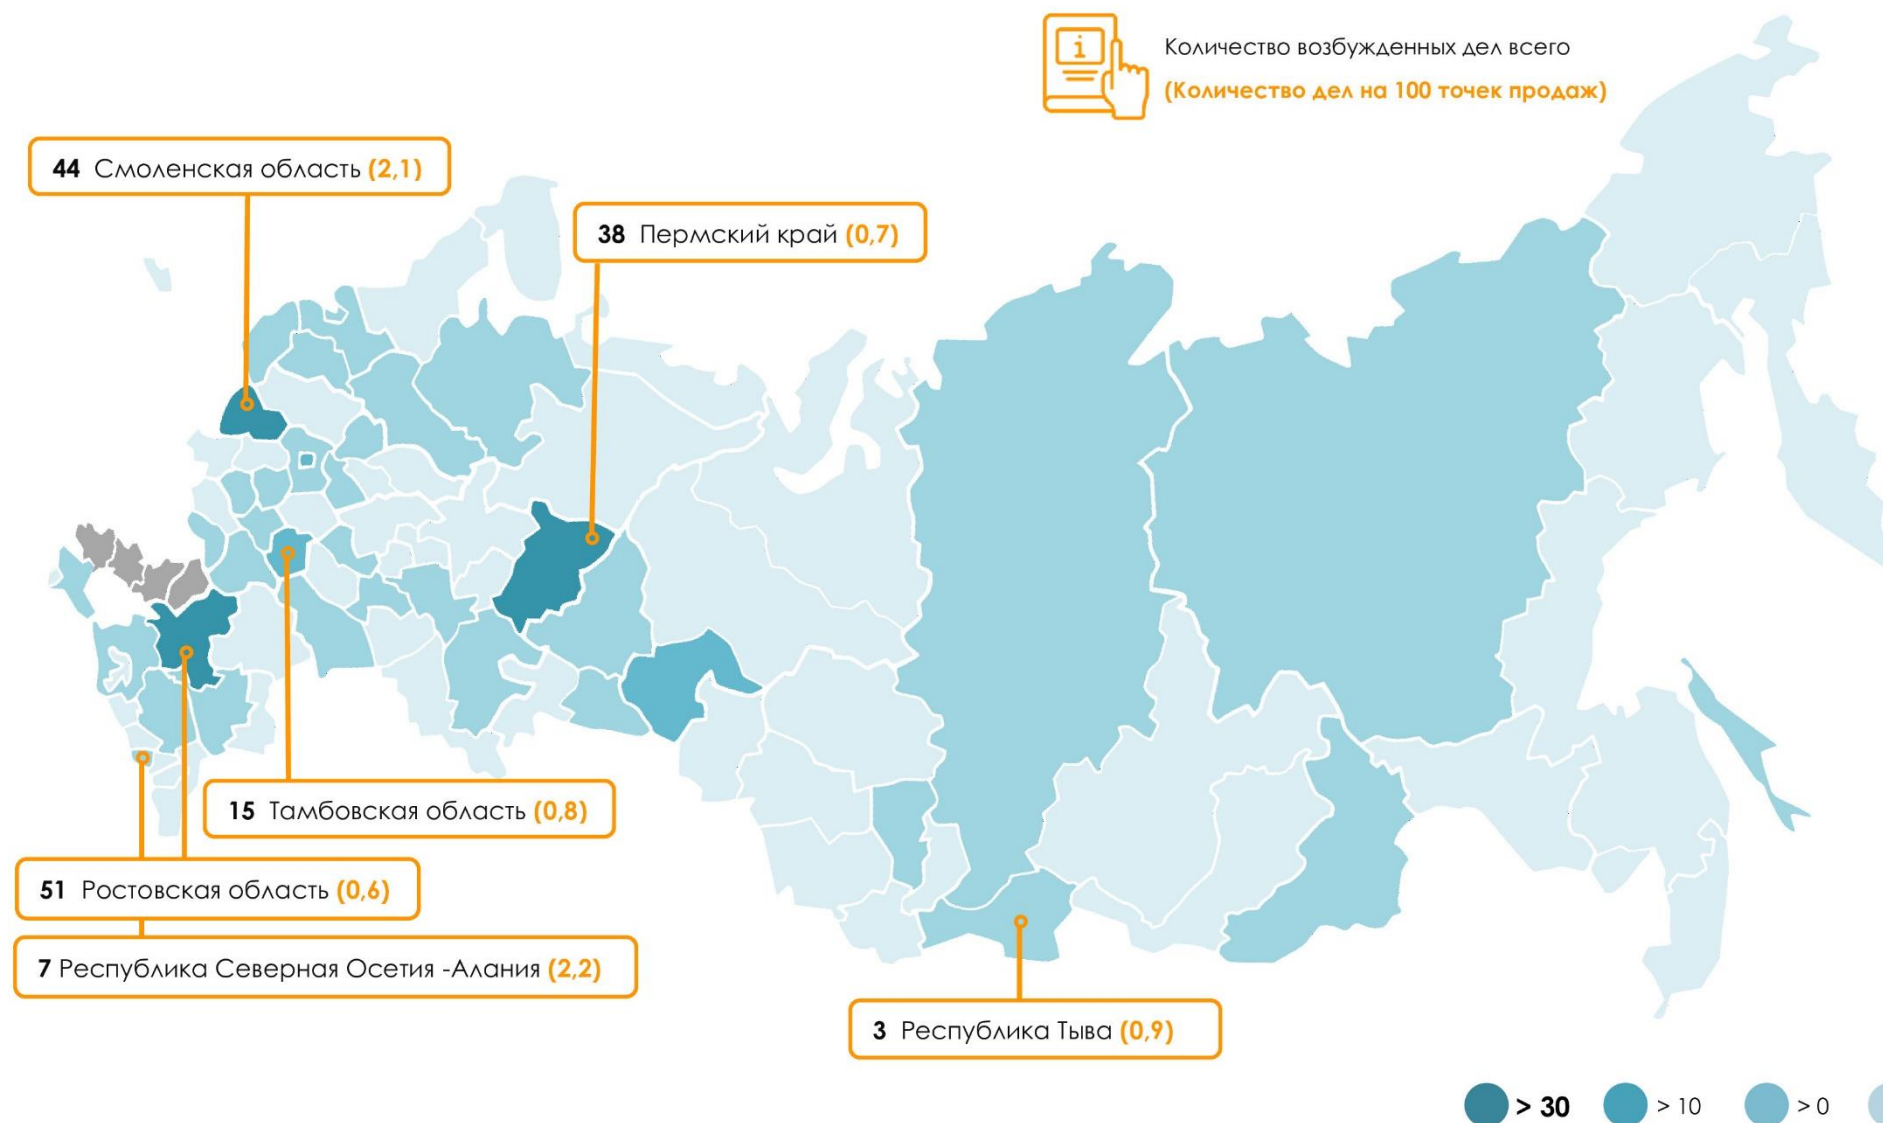 i
Количество возбужденных дел всего
(Количество дел на 100 точек продаж)
44 Смоленская область (2,1)
38 Пермский край (0,7)
15 Тамбовская область (0,8)
51 Ростовская область (0,6)
7 Республика Северная Осетия -Алания (2,2)
3 Республика Тыва (0,9)
> 30 > 10 > 0